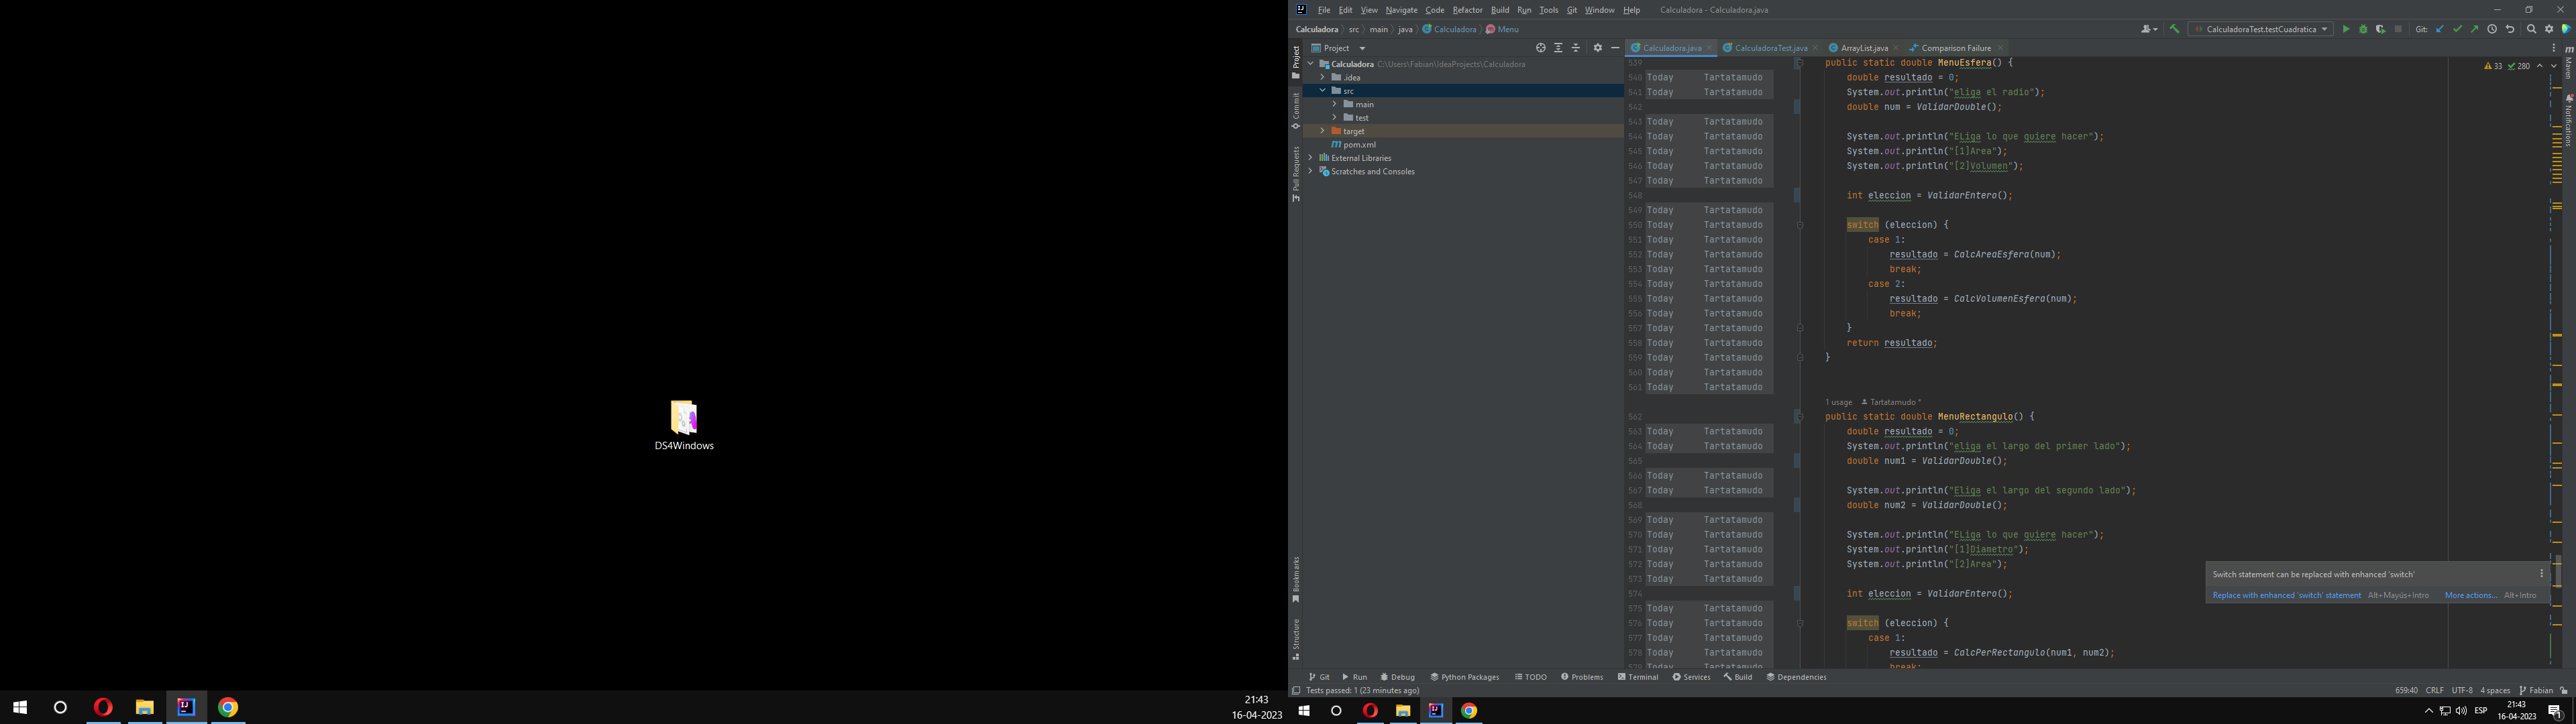 DS4Windows
21:43
16-04-2023
File Edit View Navigate Code Refactor Build Run Tools Git Window Help Calculadora - Calculadora.java
Calculadora src main java Calculadora Menu
CalculadoraTest.testCuadratica Git:
Project
Calculadora.java CalculadoraTest.java ArrayList.java Comparison Failure
Project
Commit
Pull Requests
Bookmarks
Structure
Calculadora C:\Users\Fabian\IdeaProjects\Calculadora
.idea
src
main
test
target
pom.xml
External Libraries
Scratches and Consoles
33 280
Maven
Notifications
539 public static double MenuEsfera() {
540 Today Tartatamudo double resultado = 0;
541 Today Tartatamudo System.out.println("eliga el radio");
542 double num = ValidarDouble();
543 Today Tartatamudo
544 Today Tartatamudo System.out.println("ELiga lo que quiere hacer");
545 Today Tartatamudo System.out.println("[1]Area");
546 Today Tartatamudo System.out.println("[2]Volumen");
547 Today Tartatamudo
548 int eleccion = ValidarEntero();
549 Today Tartatamudo
550 Today Tartatamudo switch (eleccion) {
551 Today Tartatamudo case 1:
552 Today Tartatamudo resultado = CalcAreaEsfera(num);
553 Today Tartatamudo break;
554 Today Tartatamudo case 2:
555 Today Tartatamudo resultado = CalcVolumenEsfera(num);
556 Today Tartatamudo break;
557 Today Tartatamudo }
558 Today Tartatamudo return resultado;
559 Today Tartatamudo }
560 Today Tartatamudo
561 Today Tartatamudo
1 usage Tartatamudo *
562 public static double MenuRectangulo() {
563 Today Tartatamudo double resultado = 0;
564 Today Tartatamudo System.out.println("eliga el largo del primer lado");
565 double num1 = ValidarDouble();
566 Today Tartatamudo
567 Today Tartatamudo System.out.println("Eliga el largo del segundo lado");
568 double num2 = ValidarDouble();
569 Today Tartatamudo
570 Today Tartatamudo System.out.println("ELiga lo que quiere hacer");
571 Today Tartatamudo System.out.println("[1]Diametro");
572 Today Tartatamudo System.out.println("[2]Area");
573 Today Tartatamudo
574 int eleccion = ValidarEntero();
575 Today Tartatamudo
576 Today Tartatamudo switch (eleccion) {
577 Today Tartatamudo case 1:
578 Today Tartatamudo resultado = CalcPerRectangulo(num1, num2);
579 Today Tartatamudo break;
Switch statement can be replaced with enhanced 'switch'
Replace with enhanced 'switch' statement Alt+Mayús+Intro More actions... Alt+Intro
Git Run Debug Python Packages TODO Problems Terminal Services Build Dependencies
Tests passed: 1 (23 minutes ago)
659:40 CRLF UTF-8 4 spaces Fabian
ESP
21:43
16-04-2023